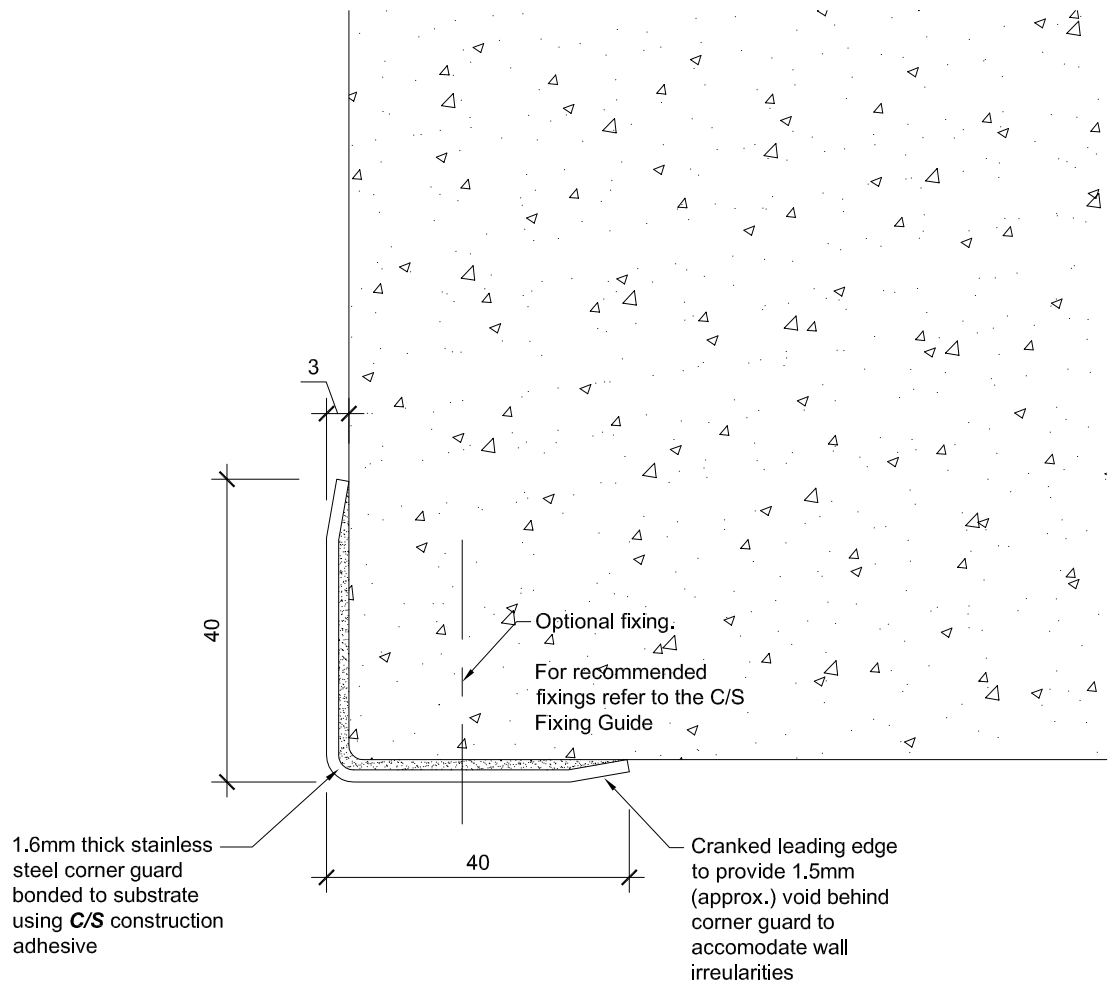 3
40
Optional fixing.
For recommended
fixings refer to the C/S
Fixing Guide
1.6mm thick stainless
steel corner guard
bonded to substrate
using C/S construction
adhesive
40
Cranked leading edge
to provide 1.5mm
(approx.) void behind
corner guard to
accomodate wall
irreularities